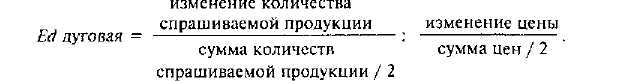 изменение количества
спрашиваемой продукции
Ed дуговая = : изменение цены
сумма количеств сумма цен / 2 .
спрашиваемой продукции / 2